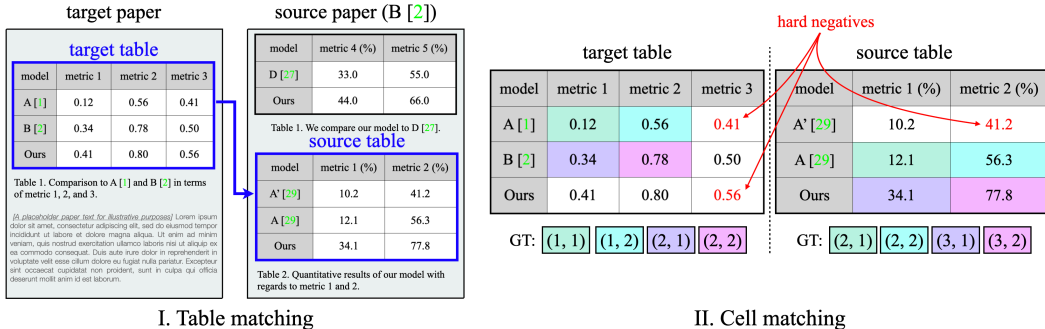 target paper
target table
model metric 1 metric 2 metric 3
A [1] 0.12 0.56 0.41
B [2] 0.34 0.78 0.50
Ours 0.41 0.80 0.56
Table 1. Comparison to A [1] and B [2] in terms
of metric 1, 2, and 3.
[A placeholder paper text for illustrative purposes] Lorem ipsum
dolor sit amet, consectetur adipiscing elit, sed do eiusmod tempor
incididunt ut labore et dolore magna aliqua. Ut enim ad minim
veniam, quis nostrud exercitation ullamco laboris nisi ut aliquip ex
ea commodo consequat. Duis aute irure dolor in reprehenderit in
voluptate velit esse cillum dolore eu fugiat nulla pariatur. Excepteur
sint occaecat cupidatat non proident, sunt in culpa qui officia
deserunt mollit anim id est laborum.
source paper (B [2])
model metric 4 (%) metric 5 (%)
D [27] 33.0 55.0
Ours 44.0 66.0
Table 1. We compare our model to D [27].
source table
model metric 1 (%) metric 2 (%)
A' [29] 10.2 41.2
A [29] 12.1 56.3
Ours 34.1 77.8
Table 2. Quantitative results of our model with
regards to metric 1 and 2.
I. Table matching
hard negatives
target table
model metric 1 metric 2 metric 3
A [1] 0.12 0.56 0.41
B [2] 0.34 0.78 0.50
Ours 0.41 0.80 0.56
GT: (1, 1) (1, 2) (2, 1) (2, 2)
source table
model metric 1 (%) metric 2 (%)
A' [29] 10.2 41.2
A [29] 12.1 56.3
Ours 34.1 77.8
GT: (2, 1) (2, 2) (3, 1) (3, 2)
II. Cell matching